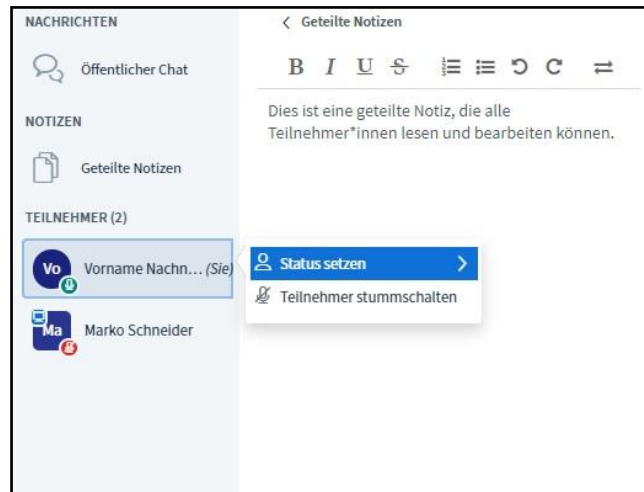 NACHRICHTEN
Öffentlicher Chat
NOTIZEN
Geteilte Notizen
TEILNEHMER (2)
Vo Vorname Nachn... (Sie)
Ma Marko Schneider
Geteilte Notizen
B I U S
Dies ist eine geteilte Notiz, die alle
Teilnehmer*innen lesen und bearbeiten können.
Status setzen
Teilnehmer stummschalten